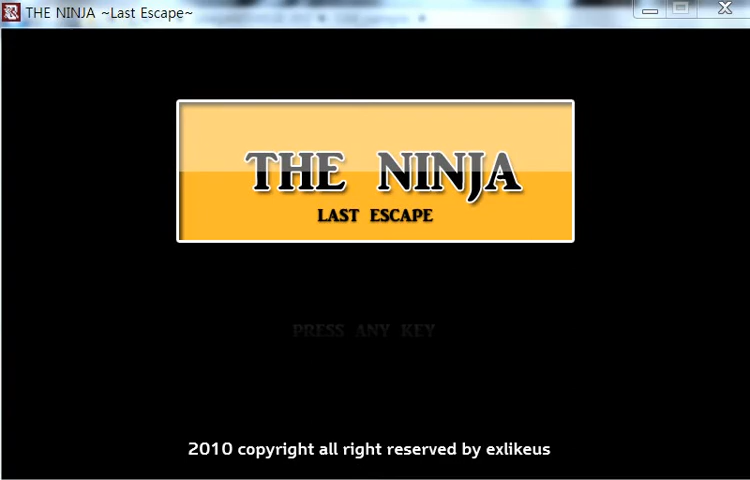 THE NINJA ~Last Escape~
THE NINJA
LAST ESCAPE
PRESS ANY KEY
2010 copyright all right reserved by exlikeus